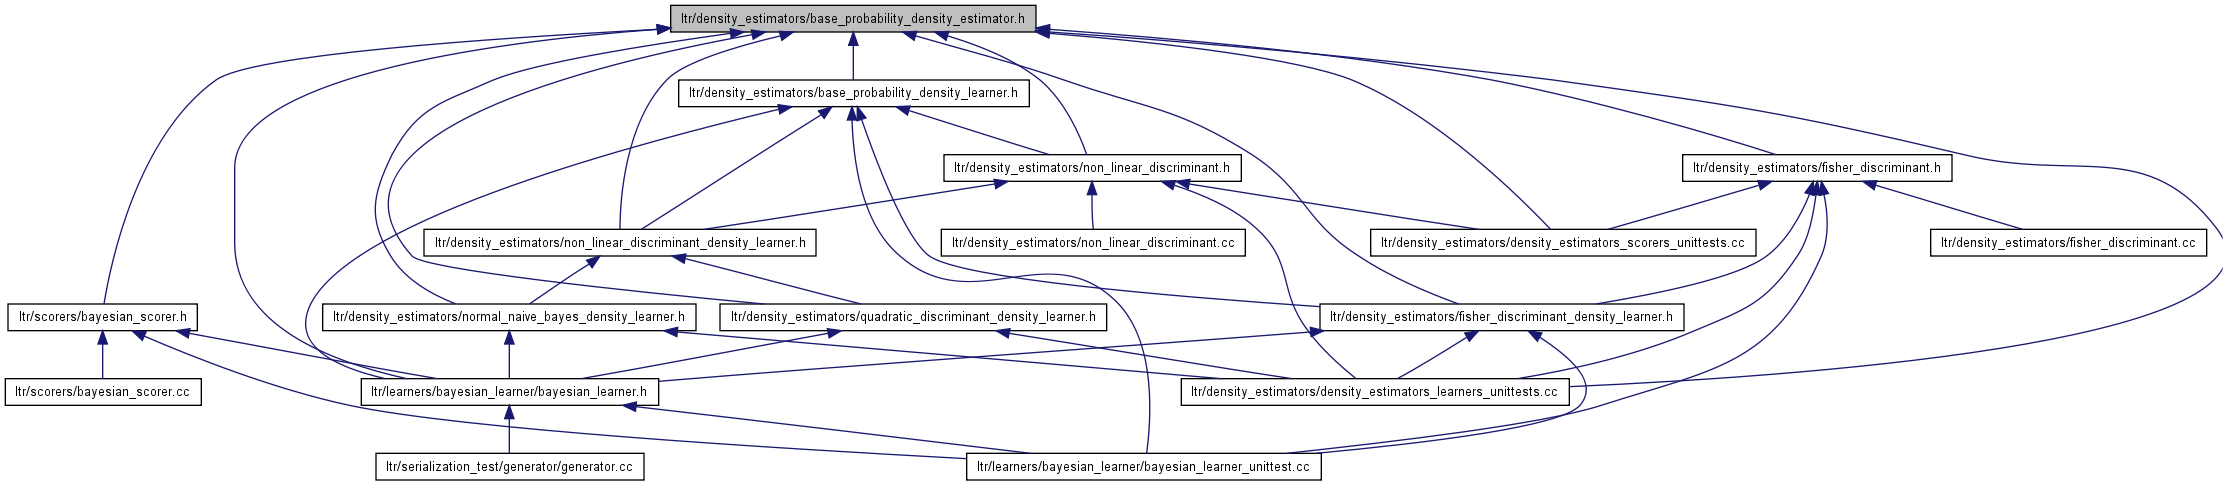 ltr/density_estimators/base_probability_density_estimator.h
ltr/density_estimators/base_probability_density_learner.h
ltr/density_estimators/non_linear_discriminant.h
ltr/density_estimators/fisher_discriminant.h
ltr/density_estimators/non_linear_discriminant_density_learner.h
ltr/density_estimators/non_linear_discriminant.cc
ltr/density_estimators/density_estimators_scorers_unittests.cc
ltr/density_estimators/fisher_discriminant.cc
ltr/scorers/bayesian_scorer.h
ltr/density_estimators/normal_naive_bayes_density_learner.h
ltr/density_estimators/quadratic_discriminant_density_learner.h
ltr/density_estimators/fisher_discriminant_density_learner.h
ltr/scorers/bayesian_scorer.cc
ltr/learners/bayesian_learner/bayesian_learner.h
ltr/density_estimators/density_estimators_learners_unittests.cc
ltr/serialization_test/generator/generator.cc
ltr/learners/bayesian_learner/bayesian_learner_unittest.cc